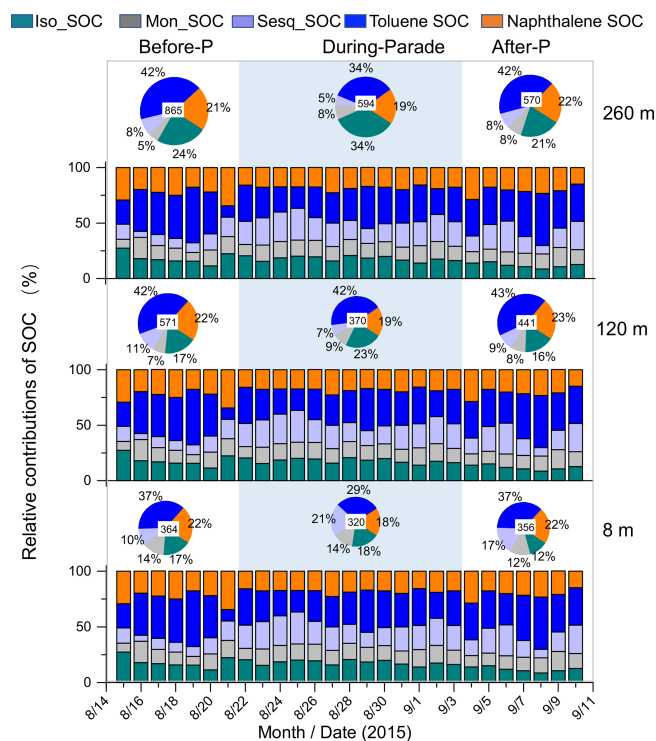 Iso_SOC Mon_SOC Sesq_SOC Toluene SOC Naphthalene SOC
Before-P During-Parade After-P
42% 21% 24% 5% 8% 865
34% 19% 34% 8% 5% 594
42% 22% 21% 8% 8% 570
260 m
100
50
0
42% 22% 17% 7% 11% 571
42% 19% 23% 9% 7% 370
43% 23% 16% 8% 9% 441
120 m
100
50
0
37% 22% 17% 14% 10% 364
29% 18% 18% 14% 21% 320
37% 22% 12% 12% 17% 356
8 m
100
50
0
Relative contributions of SOC (%)
8/14 8/16 8/18 8/20 8/22 8/24 8/26 8/28 8/30 9/1 9/3 9/5 9/7 9/9 9/11
Month / Date (2015)